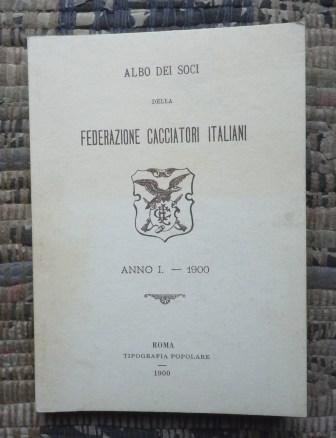 ALBO DEI SOCI
DELLA
FEDERAZIONE CACCIATORI ITALIANI
ANNO I. — 1900
ROMA
TIPOGRAFIA POPOLARE
1900